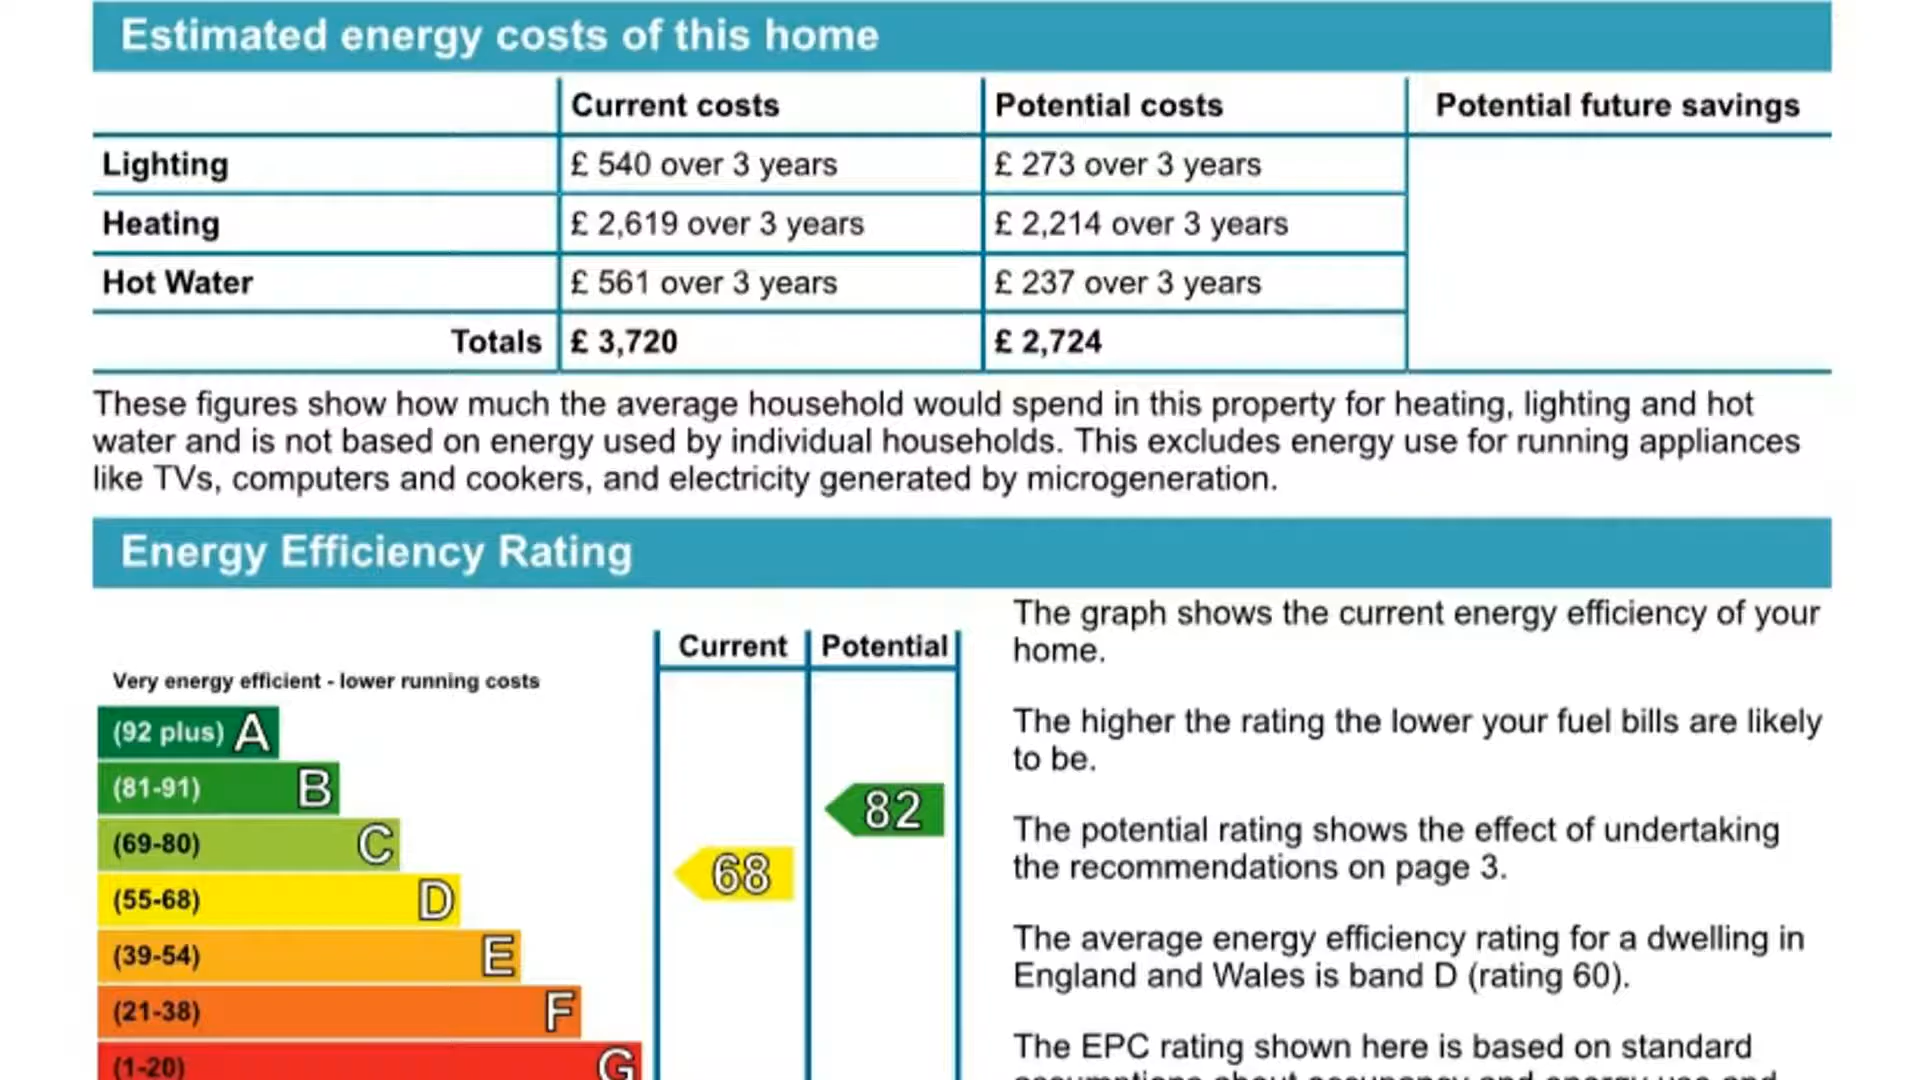 Estimated energy costs of this home
Current costs Potential costs Potential future savings
Lighting £ 540 over 3 years £ 273 over 3 years
Heating £ 2,619 over 3 years £ 2,214 over 3 years
Hot Water £ 561 over 3 years £ 237 over 3 years
Totals £ 3,720 £ 2,724
These figures show how much the average household would spend in this property for heating, lighting and hot
water and is not based on energy used by individual households. This excludes energy use for running appliances
like TVs, computers and cookers, and electricity generated by microgeneration.
Energy Efficiency Rating
Current Potential
Very energy efficient - lower running costs
(92 plus) A
(81-91) B
(69-80) C
(55-68) D
(39-54) E
(21-38) F
(1-20) G
82
68
The graph shows the current energy efficiency of your
home.
The higher the rating the lower your fuel bills are likely
to be.
The potential rating shows the effect of undertaking
the recommendations on page 3.
The average energy efficiency rating for a dwelling in
England and Wales is band D (rating 60).
The EPC rating shown here is based on standard
assumptions about occupancy and energy use and